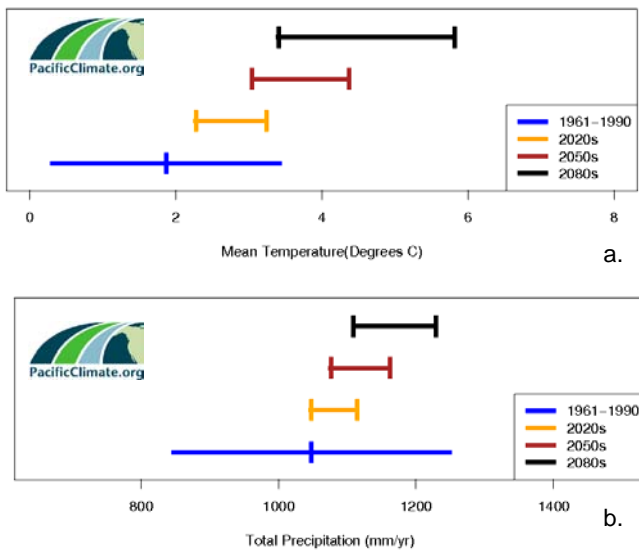 PacificClimate.org
1961–1990
2020s
2050s
2080s
0 2 4 6 8
Mean Temperature(Degrees C)
a.
PacificClimate.org
1961–1990
2020s
2050s
2080s
800 1000 1200 1400
Total Precipitation (mm/yr)
b.